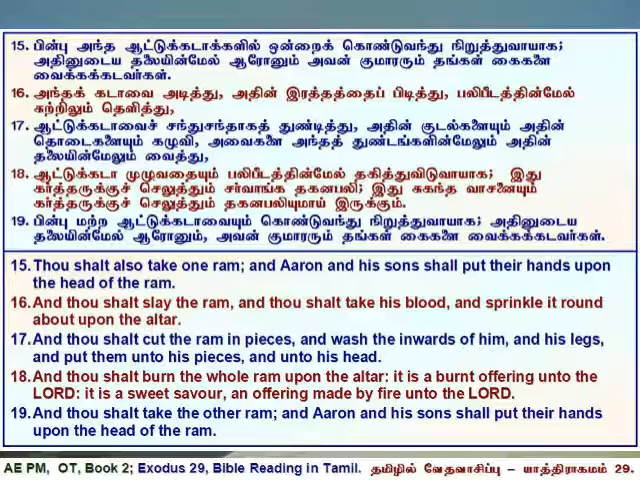 15. பின்பு அந்த ஆட்டுக்கடாக்களில் ஒன்றைக் கொண்டுவந்து நிறுத்துவாயாக;
அதினுடைய தலையின்மேல் ஆரோனும் அவன் குமாரரும் தங்கள் கைகளை
வைக்கக்கடவர்கள்.
16. அந்தக் கடாவை அடித்து, அதின் இரத்தத்தைப் பிடித்து, பலிபீடத்தின்மேல்
சுற்றிலும் தெளித்து,
17. ஆட்டுக்கடாவைச் சந்துசந்தாகத் துண்டித்து, அதின் குடல்களையும் அதின்
தொடைகளையும் கழுவி, அவைகளை அந்தத் துண்டங்களின்மேலும் அதின்
தலையின்மேலும் வைத்து,
18. ஆட்டுக்கடா முழுவதையும் பலிபீடத்தின்மேல் தகித்துவிடுவாயாக; இது
கர்த்தருக்குச் செலுத்தும் சர்வாங்க தகனபலி; இது சுகந்த வாசனையும்
கர்த்தருக்குச் செலுத்தும் தகனபலியுமாய் இருக்கும்.
19. பின்பு மற்ற ஆட்டுக்கடாவையும் கொண்டுவந்து நிறுத்துவாயாக; அதினுடைய
தலையின்மேல் ஆரோனும், அவன் குமாரரும் தங்கள் கைகளை வைக்கக்கடவர்கள்.
15. Thou shalt also take one ram; and Aaron and his sons shall put their hands upon
the head of the ram.
16. And thou shalt slay the ram, and thou shalt take his blood, and sprinkle it round
about upon the altar.
17. And thou shalt cut the ram in pieces, and wash the inwards of him, and his legs,
and put them unto his pieces, and unto his head.
18. And thou shalt burn the whole ram upon the altar: it is a burnt offering unto the
LORD: it is a sweet savour, an offering made by fire unto the LORD.
19. And thou shalt take the other ram; and Aaron and his sons shall put their hands
upon the head of the ram.
AE PM, OT, Book 2; Exodus 29, Bible Reading in Tamil. தமிழில் வேதவாசிப்பு – யாத்திராகமம் 29.